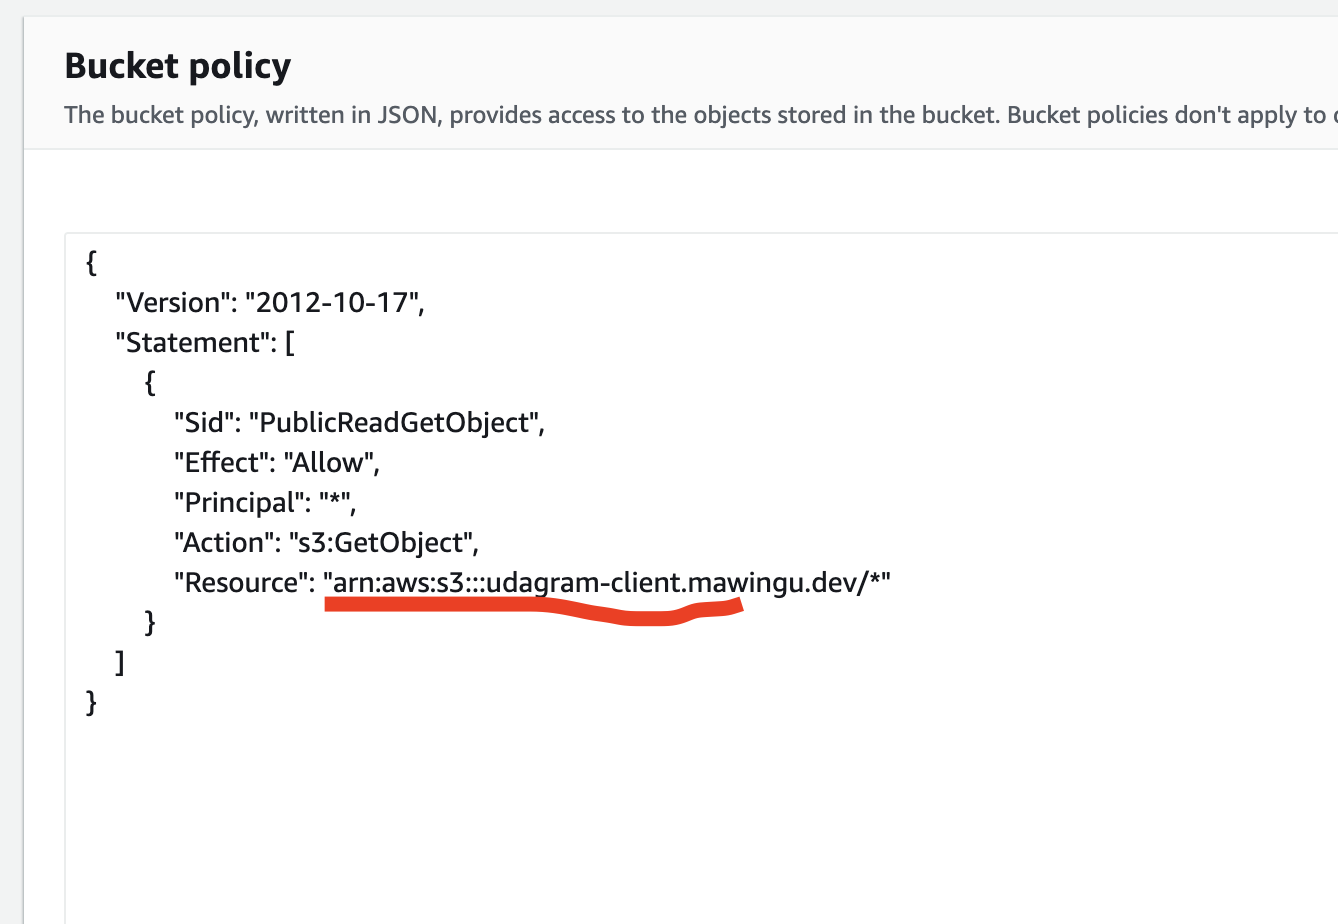 Bucket policy
The bucket policy, written in JSON, provides access to the objects stored in the bucket. Bucket policies don't apply to
{
"Version": "2012-10-17",
"Statement": [
{
"Sid": "PublicReadGetObject",
"Effect": "Allow",
"Principal": "*",
"Action": "s3:GetObject",
"Resource": "arn:aws:s3:::udagram-client.mawingu.dev/*"
}
]
}